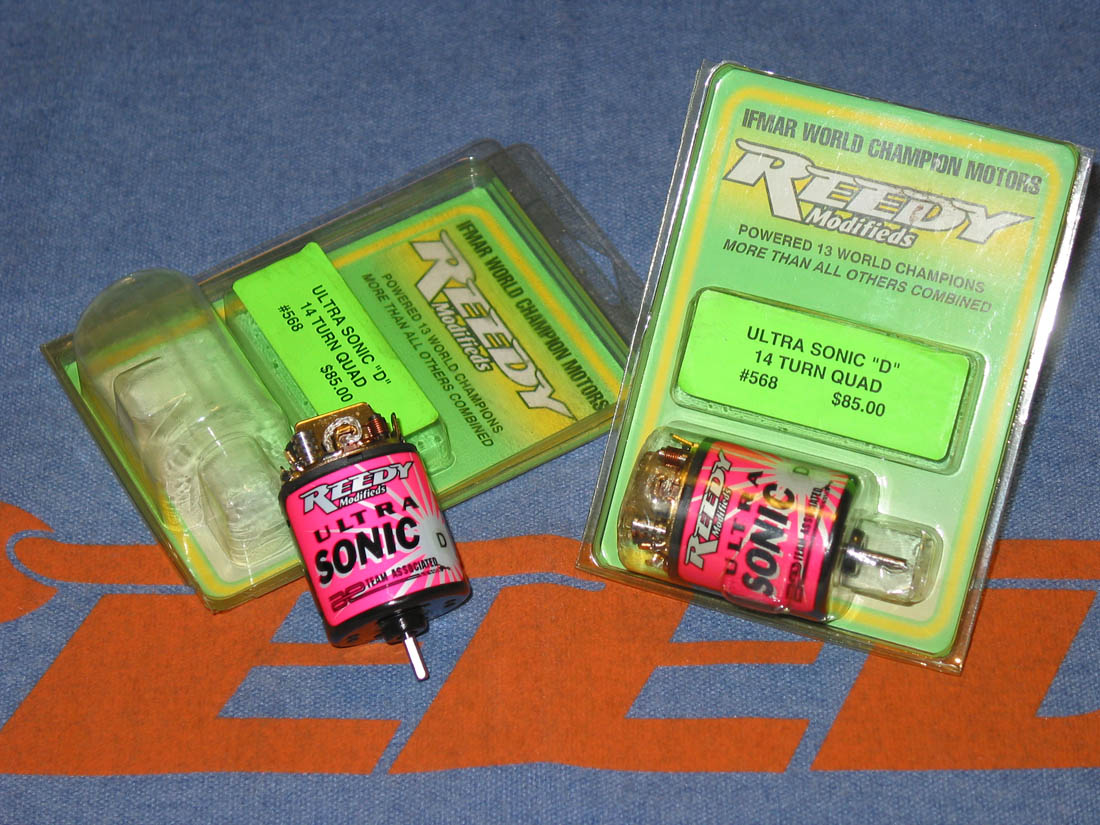 IFMAR WORLD CHAMPION MOTORS
REEDY
Modifieds
POWERED 13 WORLD CHAMPIONS
MORE THAN ALL OTHERS COMBINED
ULTRA SONIC "D"
14 TURN QUAD
#568
$85.00
REEDY
Modifieds
ULTRA
SONIC
D
TEAM ASSOCIATED
IFMAR WORLD CHAMPION MOTORS
REEDY
Modifieds
POWERED 13 WORLD CHAMPIONS
MORE THAN ALL OTHERS COMBINED
ULTRA SONIC "D"
14 TURN QUAD
#568
$85.00
REEDY
Modifieds
ULTRA
SONIC
D
TEAM ASSOCIATED